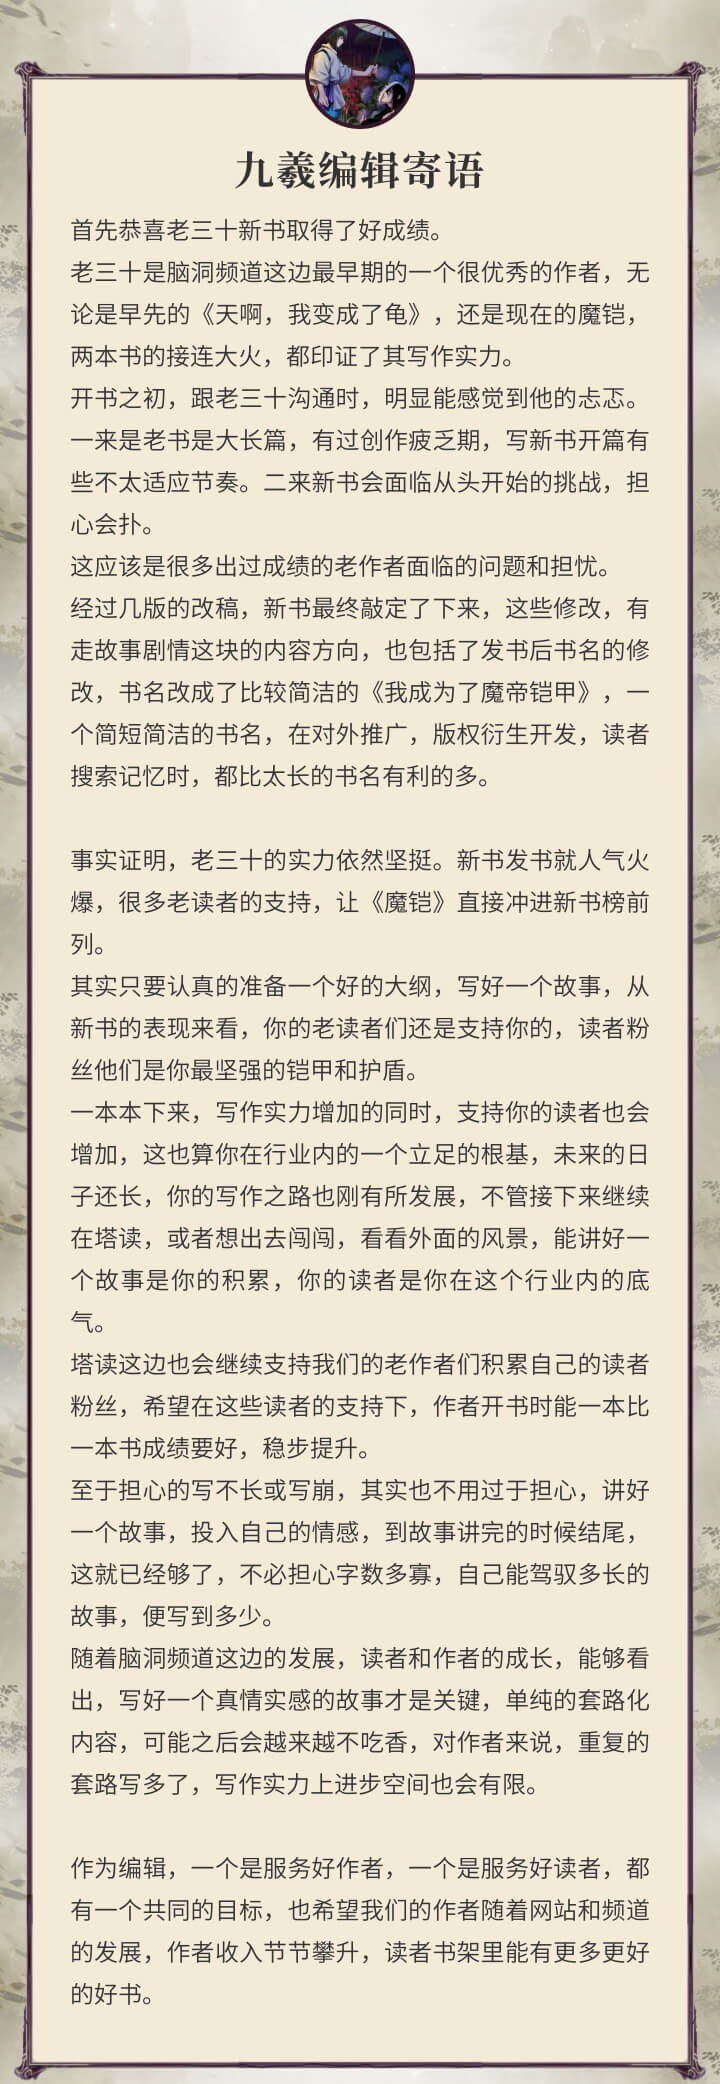 九羲编辑寄语
首先恭喜老三十新书取得了好成绩。
老三十是脑洞频道这边最早期的一个很优秀的作者，无
论是早先的《天啊，我变成了龟》，还是现在的魔铠，
两本书的接连大火，都印证了其写作实力。
开书之初，跟老三十沟通时，明显能感觉到他的忐忑。
一来是老书是大长篇，有过创作疲乏期，写新书开篇有
些不太适应节奏。二来新书会面临从头开始的挑战，担
心会扑。
这应该是很多出过成绩的老作者面临的问题和担忧。
经过几版的改稿，新书最终敲定了下来，这些修改，有
走故事剧情这块的内容方向，也包括了发书后书名的修
改，书名改成了比较简洁的《我成为了魔帝铠甲》，一
个简短简洁的书名，在对外推广，版权衍生开发，读者
搜索记忆时，都比太长的书名有利的多。
事实证明，老三十的实力依然坚挺。新书发书就人气火
爆，很多老读者的支持，让《魔铠》直接冲进新书榜前
列。
其实只要认真的准备一个好的大纲，写好一个故事，从
新书的表现来看，你的老读者们还是支持你的，读者粉
丝他们是你最坚强的铠甲和护盾。
一本本下来，写作实力增加的同时，支持你的读者也会
增加，这也算你在行业内的一个立足的根基，未来的日
子还长，你的写作之路也刚有所发展，不管接下来继续
在塔读，或者想出去闯闯，看看外面的风景，能讲好一
个故事是你的积累，你的读者是你在这个行业内的底
气。
塔读这边也会继续支持我们的老作者们积累自己的读者
粉丝，希望在这些读者的支持下，作者开书时能一本比
一本书成绩要好，稳步提升。
至于担心的写不长或写崩，其实也不用过于担心，讲好
一个故事，投入自己的情感，到故事讲完的时候结尾，
这就已经够了，不必担心字数多寡，自己能驾驭多长的
故事，便写到多少。
随着脑洞频道这边的发展，读者和作者的成长，能够看
出，写好一个真情实感的故事才是关键，单纯的套路化
内容，可能之后会越来越不吃香，对作者来说，重复的
套路写多了，写作实力上进步空间也会有限。
作为编辑，一个是服务好作者，一个是服务好读者，都
有一个共同的目标，也希望我们的作者随着网站和频道
的发展，作者收入节节攀升，读者书架里能有更多更好
的好书。